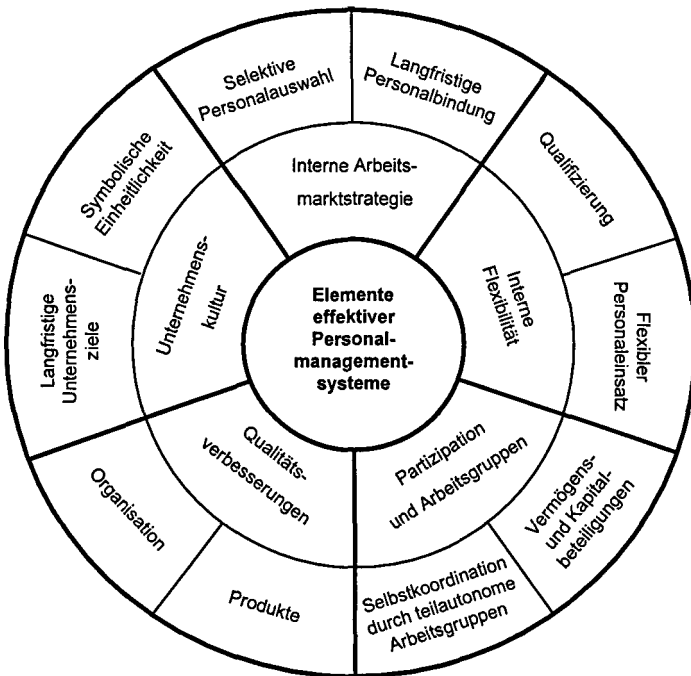 Selektive
Personalauswahl
Langfristige
Personalbindung
Symbolische
Einheitlichkeit
Qualifizierung
Interne Arbeits-
marktstrategie
Unternehmens-
kultur
Interne
Flexibilität
Elemente
effektiver
Personal-
management-
systeme
Langfristige
Unternehmens-
ziele
Flexibler
Personaleinsatz
Qualitäts-
verbesserungen
Partizipation
und Arbeitsgruppen
Organisation
Vermögens-
und Kapital-
beteiligungen
Produkte
Selbstkoordination
durch teilautonome
Arbeitsgruppen